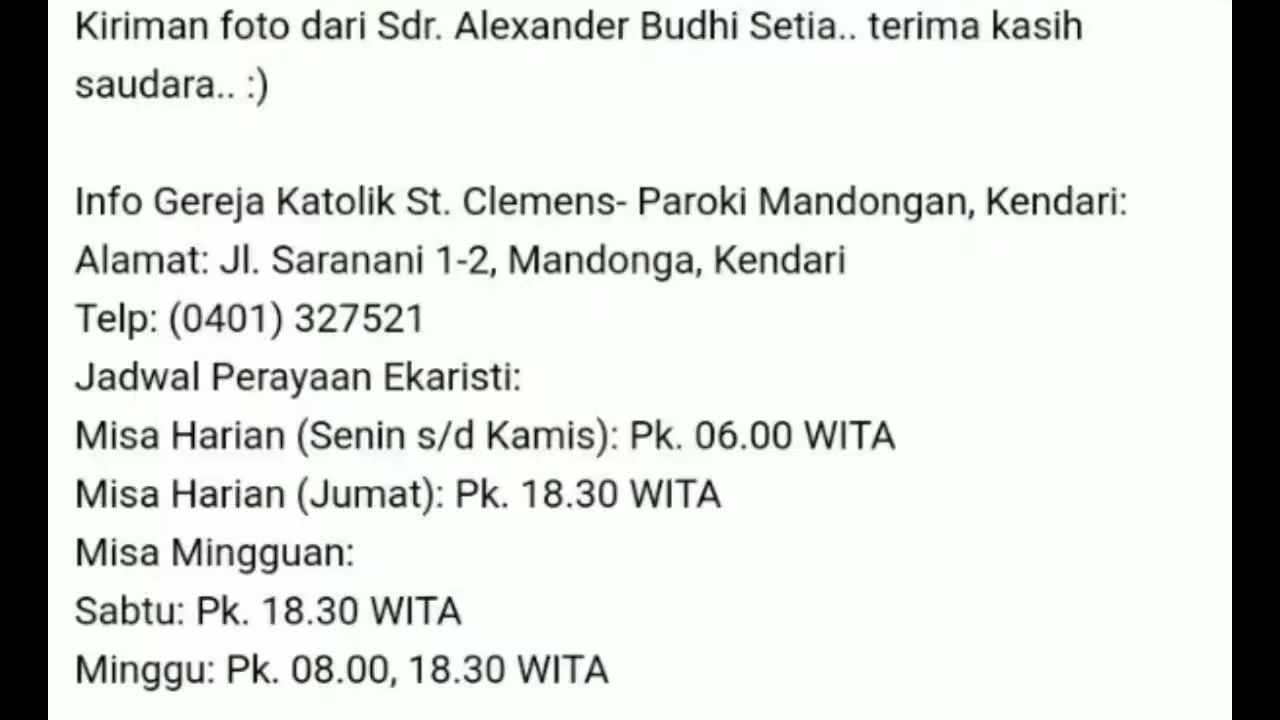 Kiriman foto dari Sdr. Alexander Budhi Setia.. terima kasih
saudara.. :)
Info Gereja Katolik St. Clemens- Paroki Mandongan, Kendari:
Alamat: Jl. Saranani 1-2, Mandonga, Kendari
Telp: (0401) 327521
Jadwal Perayaan Ekaristi:
Misa Harian (Senin s/d Kamis): Pk. 06.00 WITA
Misa Harian (Jumat): Pk. 18.30 WITA
Misa Mingguan:
Sabtu: Pk. 18.30 WITA
Minggu: Pk. 08.00, 18.30 WITA